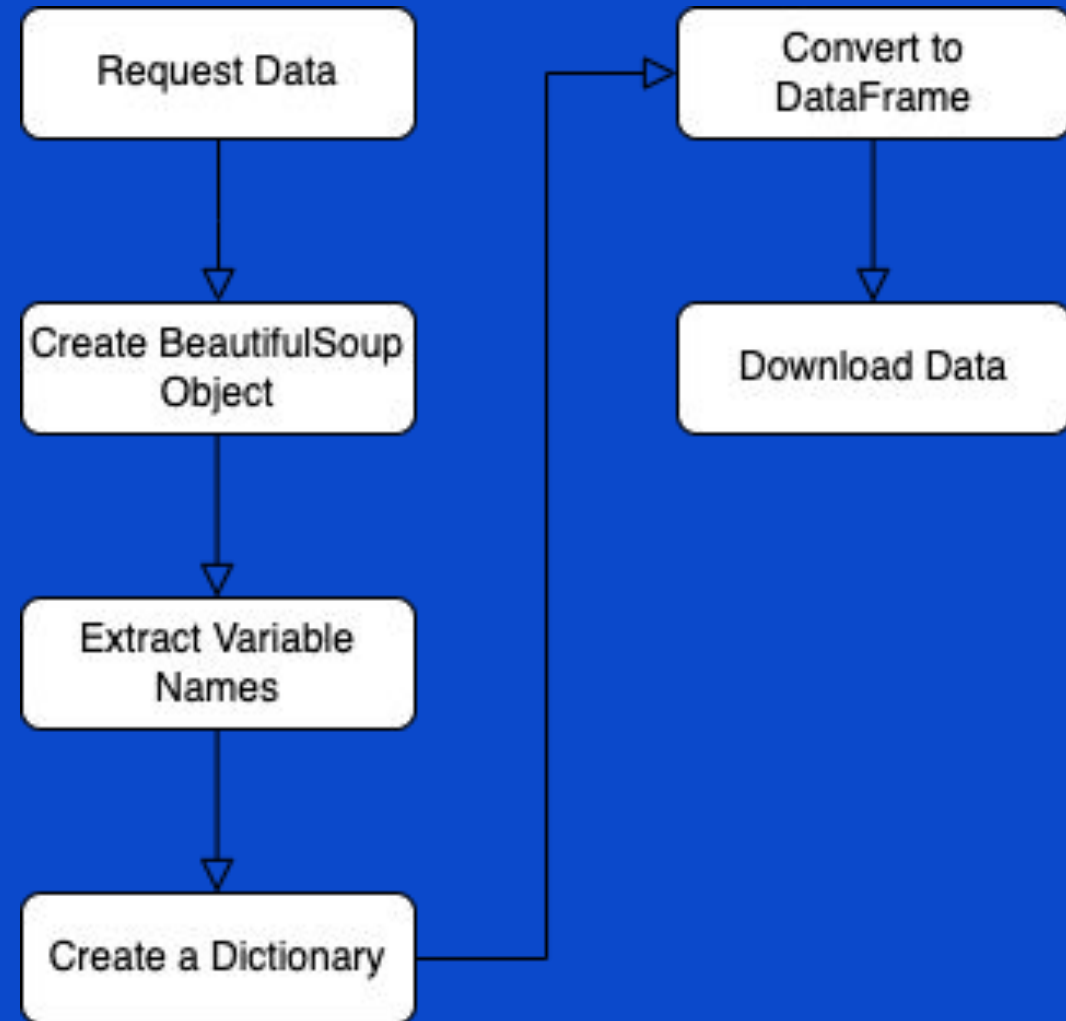 Request Data
Create BeautifulSoup
Object
Extract Variable
Names
Create a Dictionary
Convert to
DataFrame
Download Data